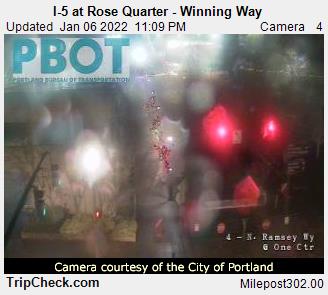 I-5 at Rose Quarter - Winning Way
Updated Jan 06 2022 11:09 PM Camera 4
PBOT
PORTLAND BUREAU OF TRANSPORTATION
4 - N. Ramsey Wy
@ One Ctr
Camera courtesy of the City of Portland
TripCheck.com Milepost302.00